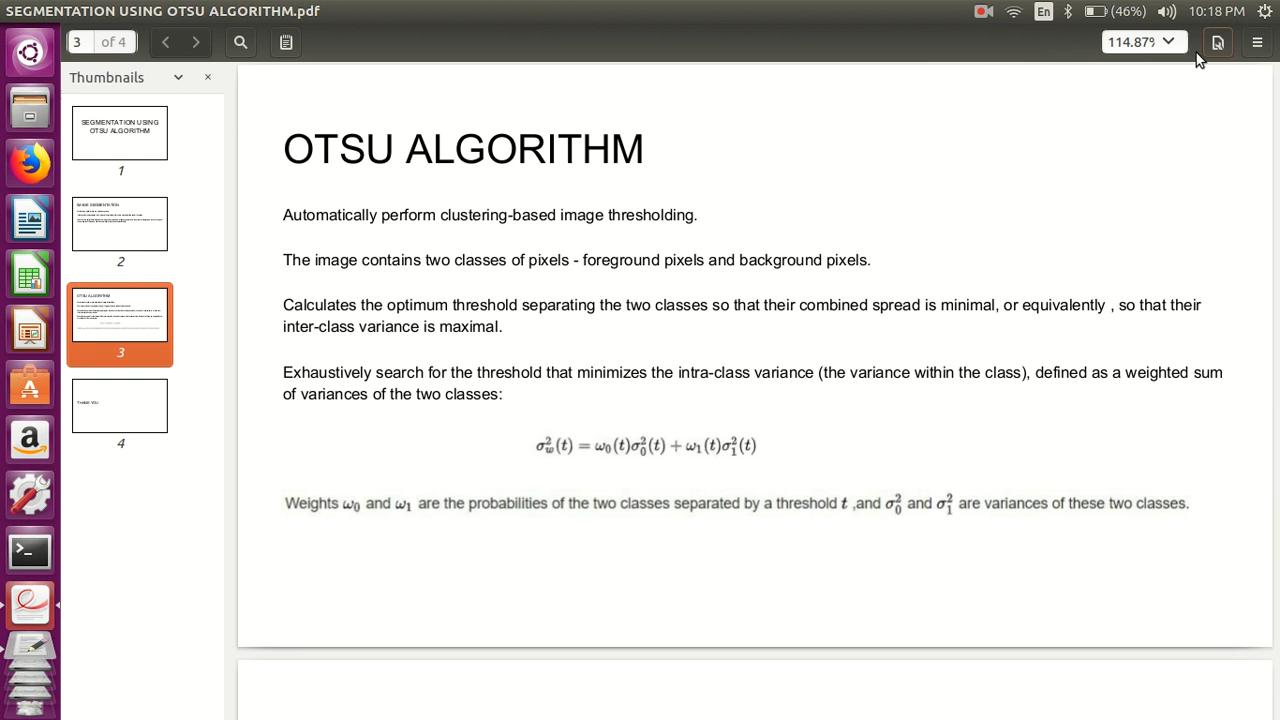 SEGMENTATION USING OTSU ALGORITHM.pdf
En
(46%)
10:18 PM
3
of 4
114.87%
Thumbnails
SEGMENTATION USING
OTSU ALGORITHM
1
IMAGE SEGMENTATION
2
OTSU ALGORITHM
3
THANK YOU
4
OTSU ALGORITHM
Automatically perform clustering-based image thresholding.
The image contains two classes of pixels - foreground pixels and background pixels.
Calculates the optimum threshold separating the two classes so that their combined spread is minimal, or equivalently , so that their
inter-class variance is maximal.
Exhaustively search for the threshold that minimizes the intra-class variance (the variance within the class), defined as a weighted sum
of variances of the two classes:
σ²w(t) = ω₀(t)σ²₀(t) + ω₁(t)σ²₁(t)
Weights ω₀ and ω₁ are the probabilities of the two classes separated by a threshold t ,and σ²₀ and σ²₁ are variances of these two classes.